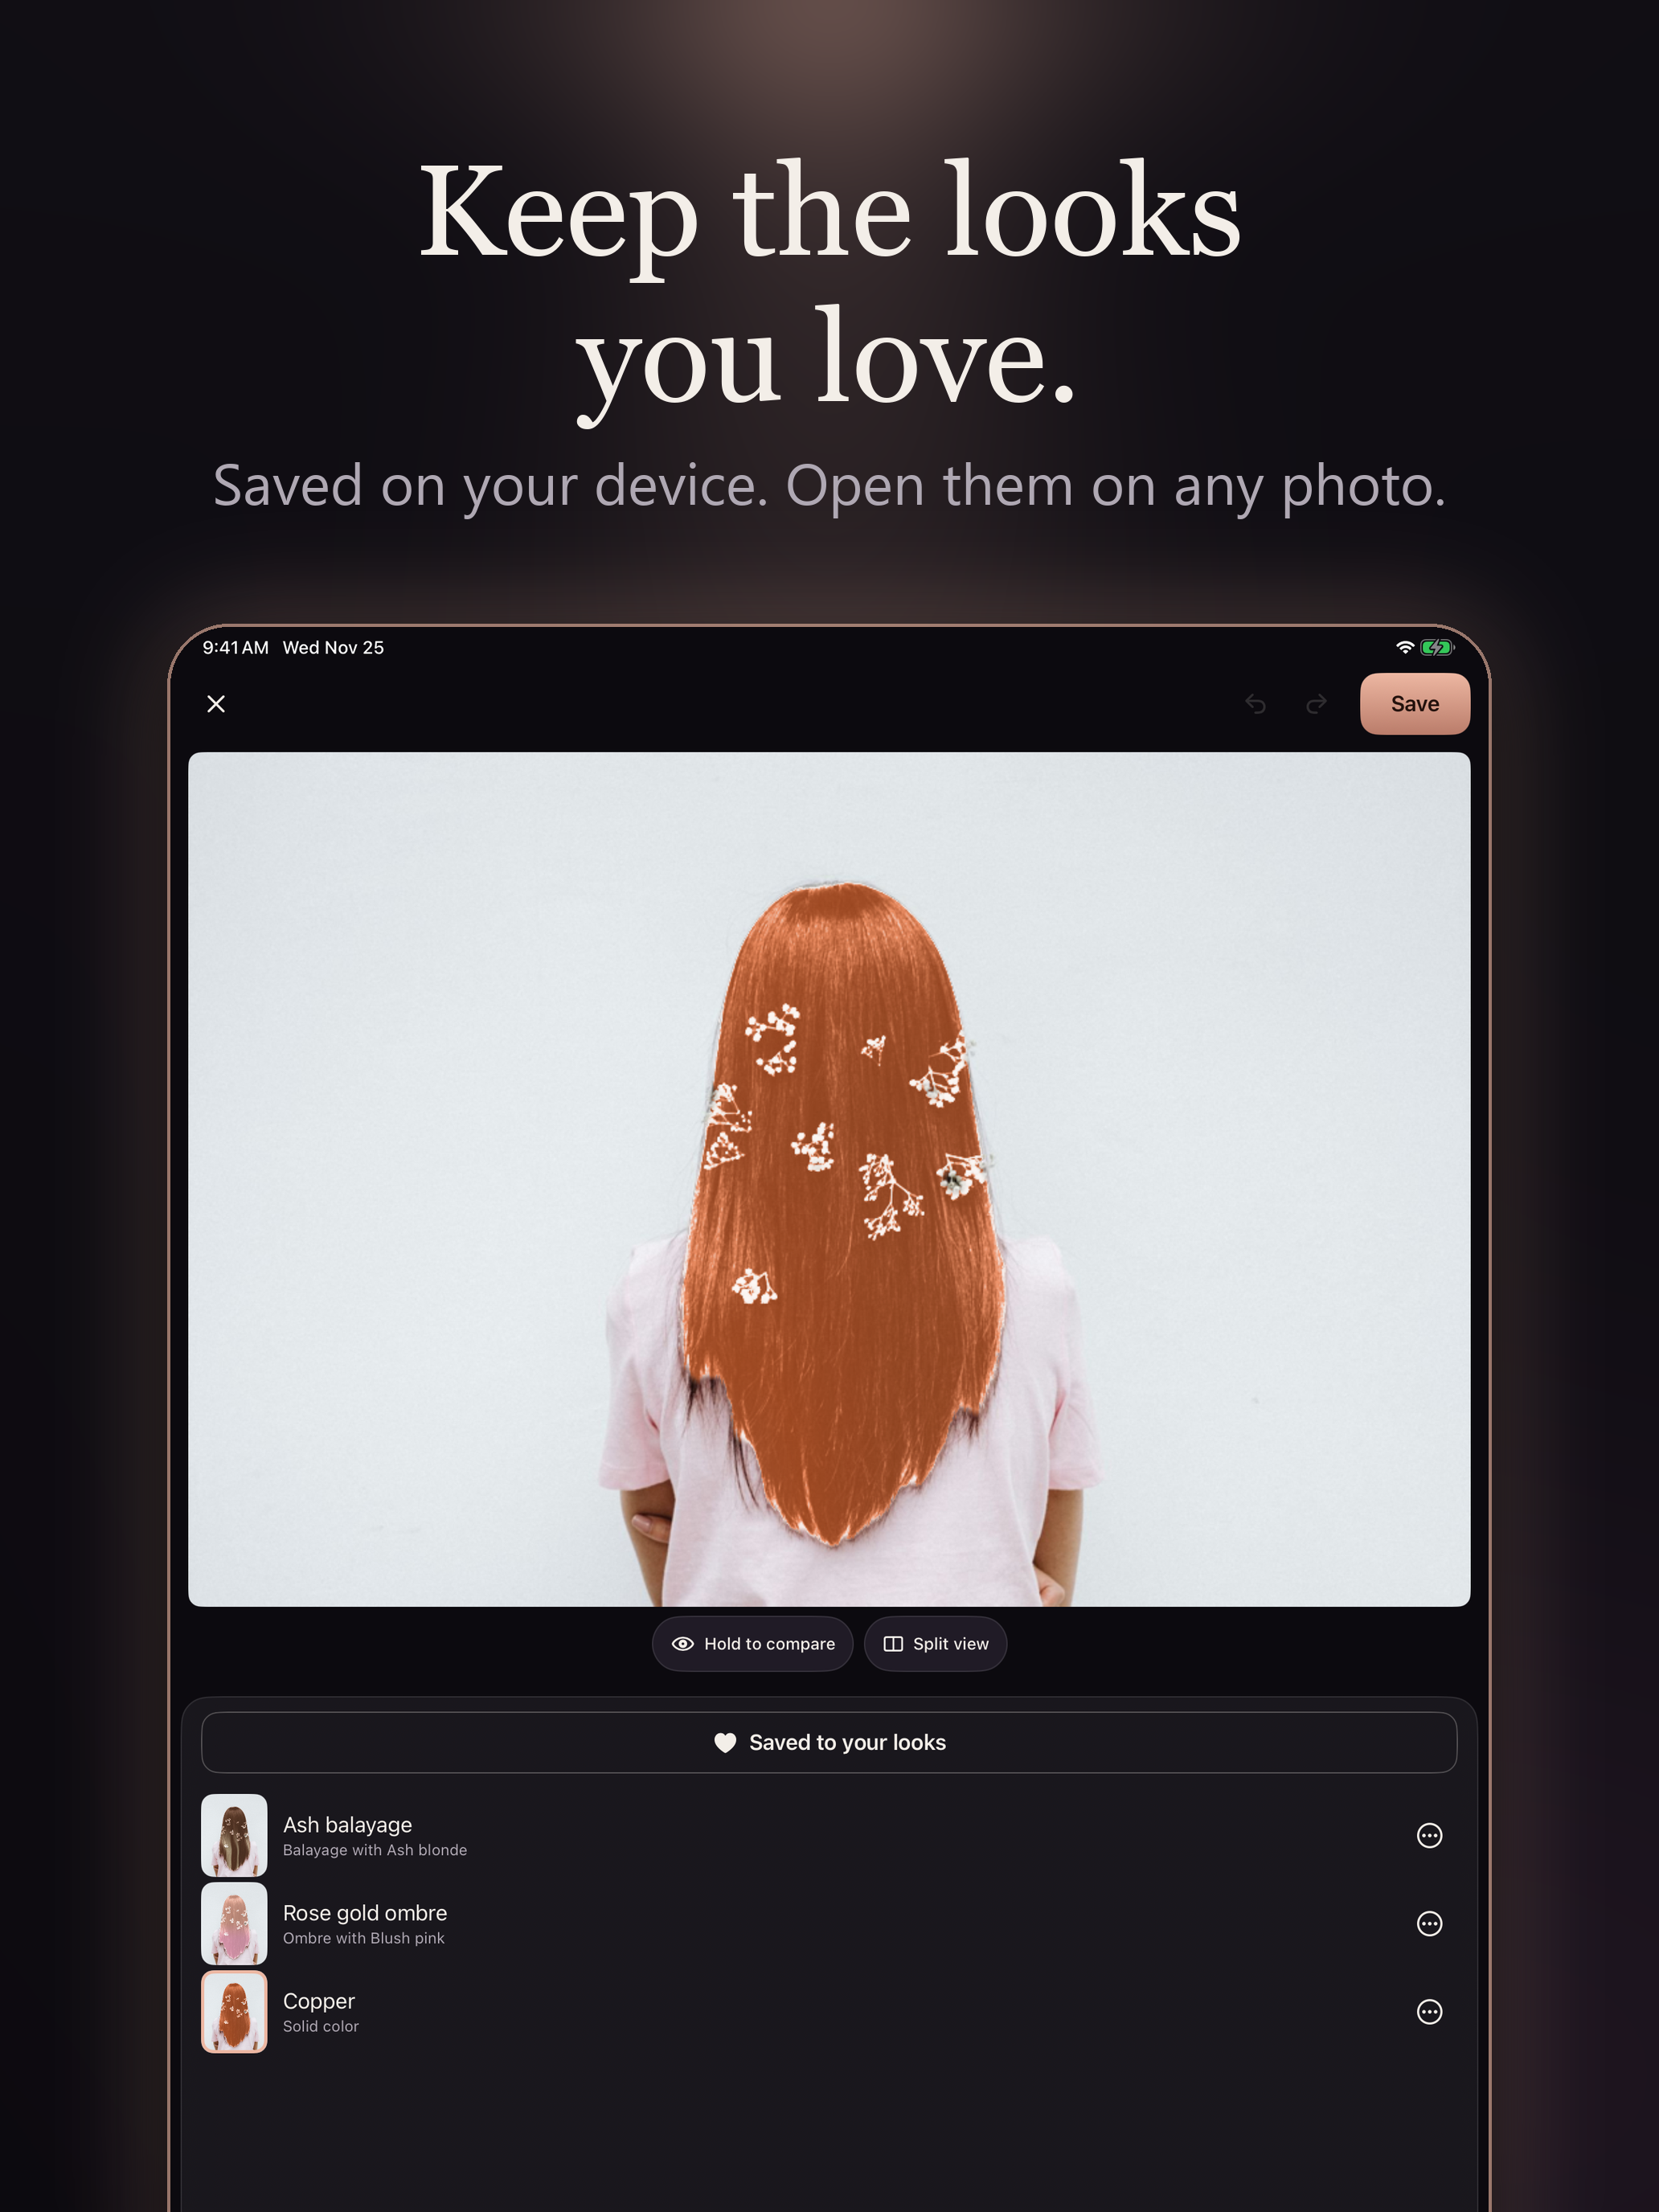 Keep the looks
you love.
Saved on your device. Open them on any photo.
9:41 AM Wed Nov 25
Save
Hold to compare
Split view
Saved to your looks
Ash balayage
Balayage with Ash blonde
Rose gold ombre
Ombre with Blush pink
Copper
Solid color